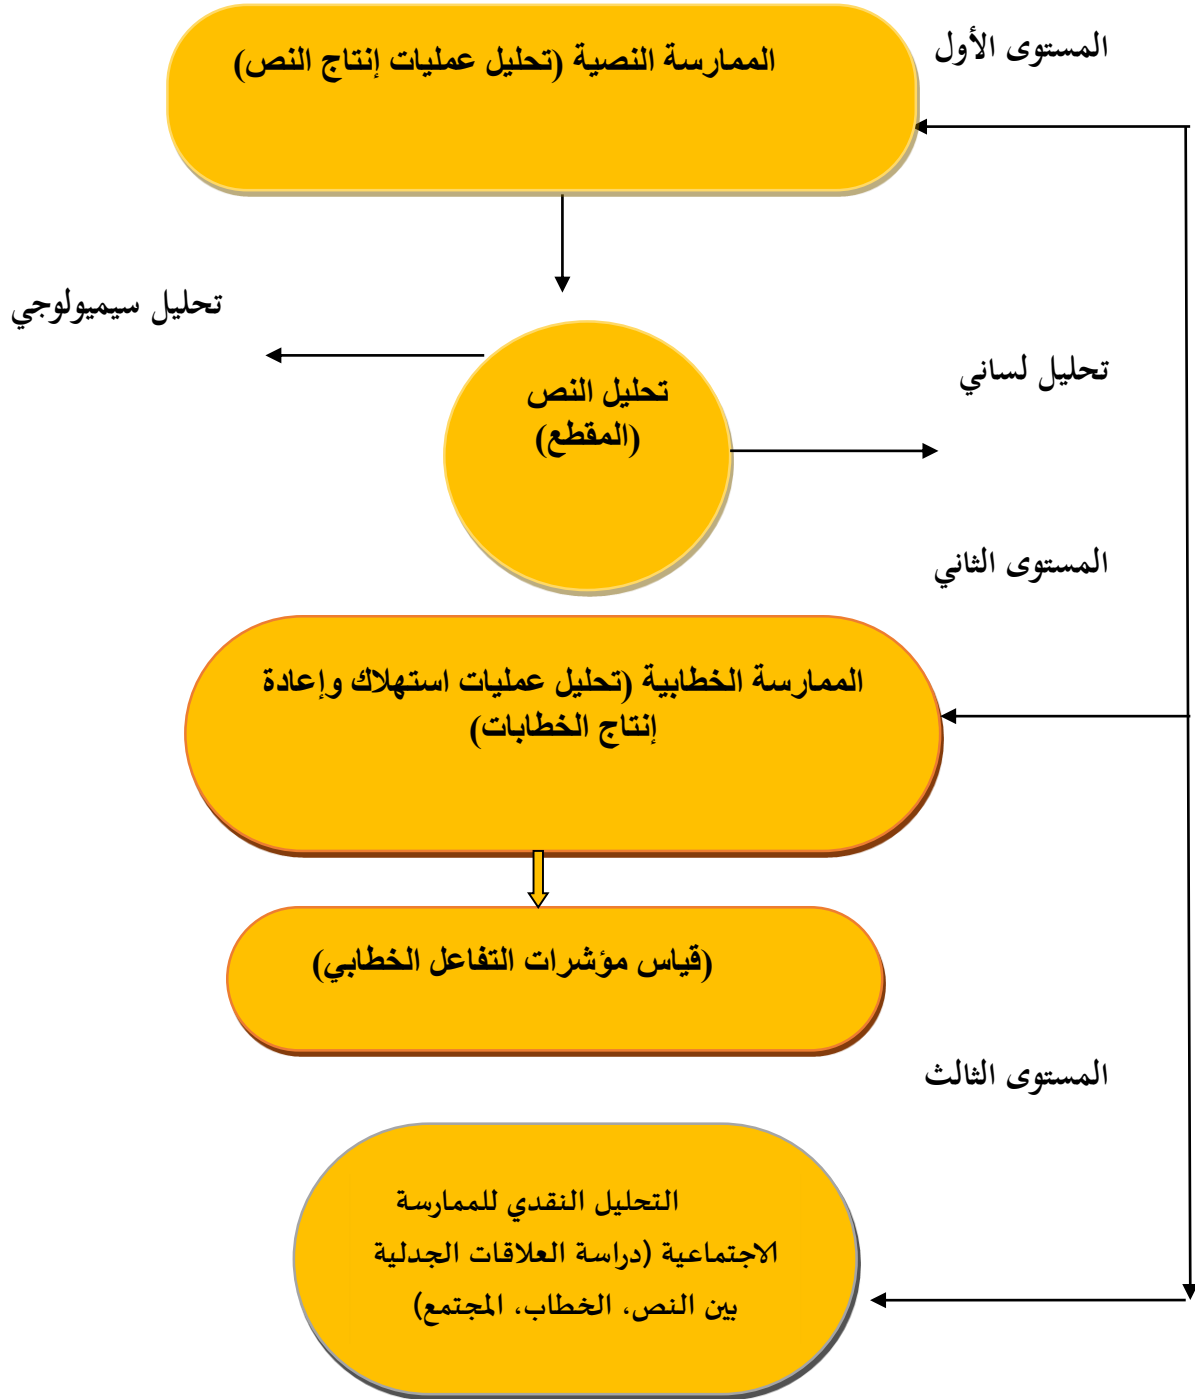 المستوى الأول
الممارسة النصية (تحليل عمليات إنتاج النص)
تحليل سيميولوجي
تحليل لساني
تحليل النص
(المقطع)
المستوى الثاني
الممارسة الخطابية (تحليل عمليات استهلاك وإعادة
إنتاج الخطابات)
(قياس مؤشرات التفاعل الخطابي)
المستوى الثالث
التحليل النقدي للممارسة
الاجتماعية (دراسة العلاقات الجدلية
بين النص، الخطاب، المجتمع)